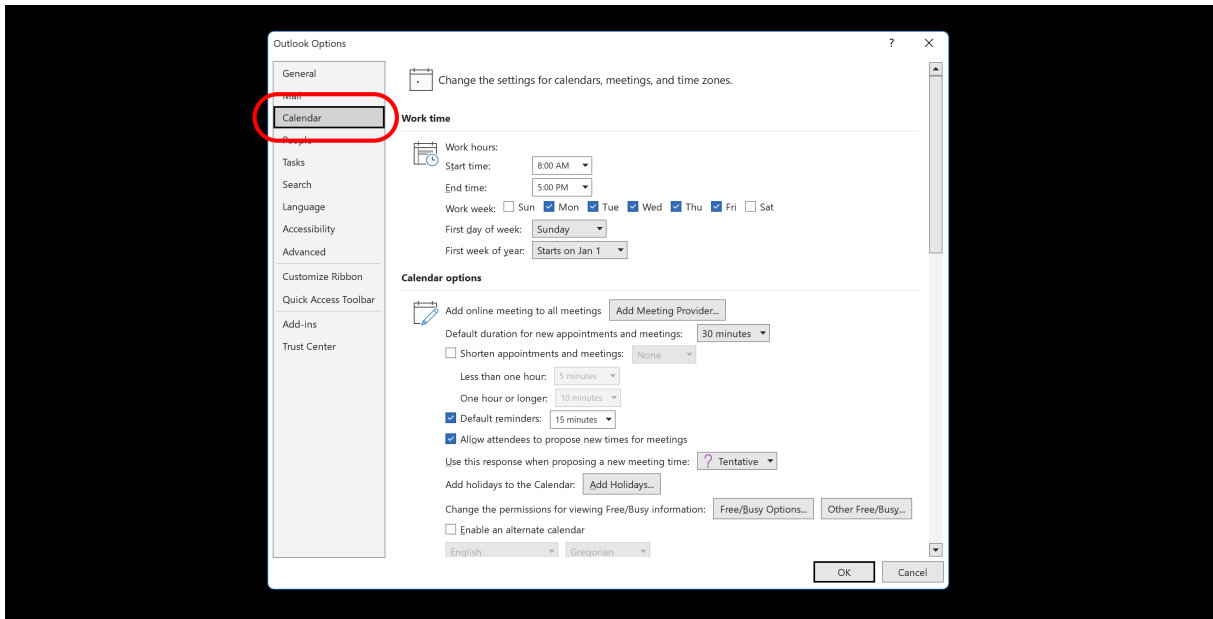 Outlook Options
?
General
Mail
Calendar
People
Tasks
Search
Language
Accessibility
Advanced
Customize Ribbon
Quick Access Toolbar
Add-ins
Trust Center
Change the settings for calendars, meetings, and time zones.
Work time
Work hours:
Start time: 8:00 AM
End time: 5:00 PM
Work week: Sun Mon Tue Wed Thu Fri Sat
First day of week: Sunday
First week of year: Starts on Jan 1
Calendar options
Add online meeting to all meetings Add Meeting Provider...
Default duration for new appointments and meetings: 30 minutes
Shorten appointments and meetings: None
Less than one hour: 5 minutes
One hour or longer: 10 minutes
Default reminders: 15 minutes
Allow attendees to propose new times for meetings
Use this response when proposing a new meeting time: ? Tentative
Add holidays to the Calendar: Add Holidays...
Change the permissions for viewing Free/Busy information: Free/Busy Options... Other Free/Busy...
Enable an alternate calendar
English Gregorian
OK Cancel